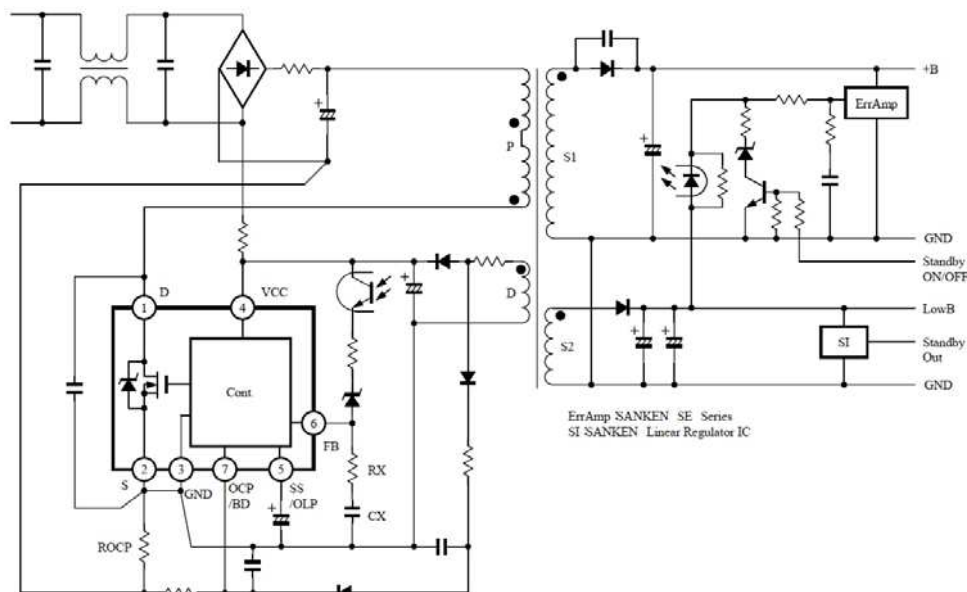 +B
ErrAmp
P
S1
GND
Standby
ON/OFF
D
VCC
D
LowB
1
4
SI
Standby
Out
S2
Cont.
GND
6
FB
ErrAmp :SANKEN SE Series
SI :SANKEN Linear Regulator IC
2
3
7
5
S
GND
OCP
/BD
SS
/OLP
RX
CX
ROCP
+
+
+
+
+
+